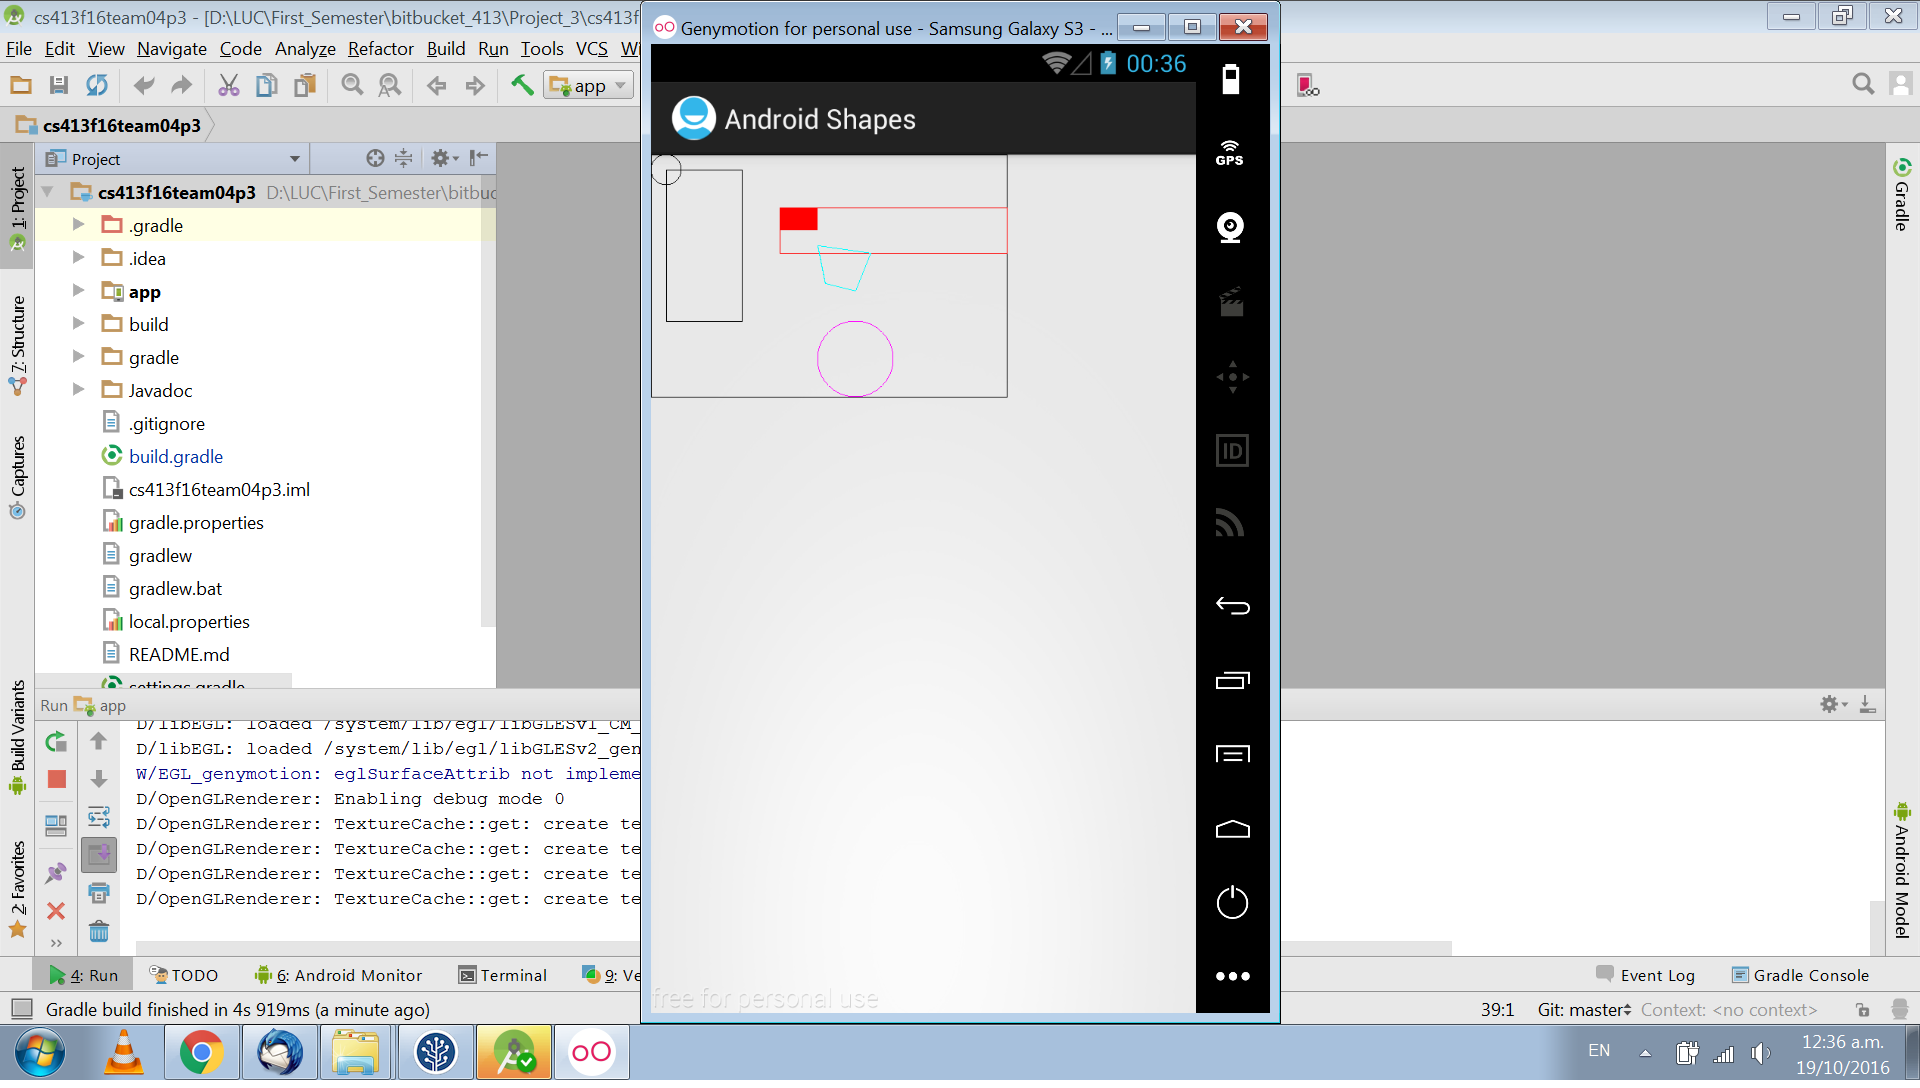 cs413f16team04p3 - [D:\LUC\First_Semester\bitbucket_413\Project_3\cs413f
Genymotion for personal use - Samsung Galaxy S3 - ...
File Edit View Navigate Code Analyze Refactor Build Run Tools VCS
00:36
app
GPS
Android Shapes
cs413f16team04p3
Project
1: Project
cs413f16team04p3 D:\LUC\First_Semester\bitbuc
.gradle
.idea
app
build
gradle
Javadoc
.gitignore
build.gradle
cs413f16team04p3.iml
gradle.properties
gradlew
gradlew.bat
local.properties
README.md
settings.gradle
7: Structure
Captures
Build Variants
2: Favorites
Gradle
Android Model
ID
Run app
D/libEGL: loaded /system/lib/egl/libGLESv1_CM_
D/libEGL: loaded /system/lib/egl/libGLESv2_gen
W/EGL_genymotion: eglSurfaceAttrib not impleme
D/OpenGLRenderer: Enabling debug mode 0
D/OpenGLRenderer: TextureCache::get: create te
D/OpenGLRenderer: TextureCache::get: create te
D/OpenGLRenderer: TextureCache::get: create te
D/OpenGLRenderer: TextureCache::get: create te
free for personal use
4: Run TODO 6: Android Monitor Terminal 9: Ve
Event Log Gradle Console
Gradle build finished in 4s 919ms (a minute ago)
39:1 Git: master Context: <no context>
EN
12:36 a.m.
19/10/2016